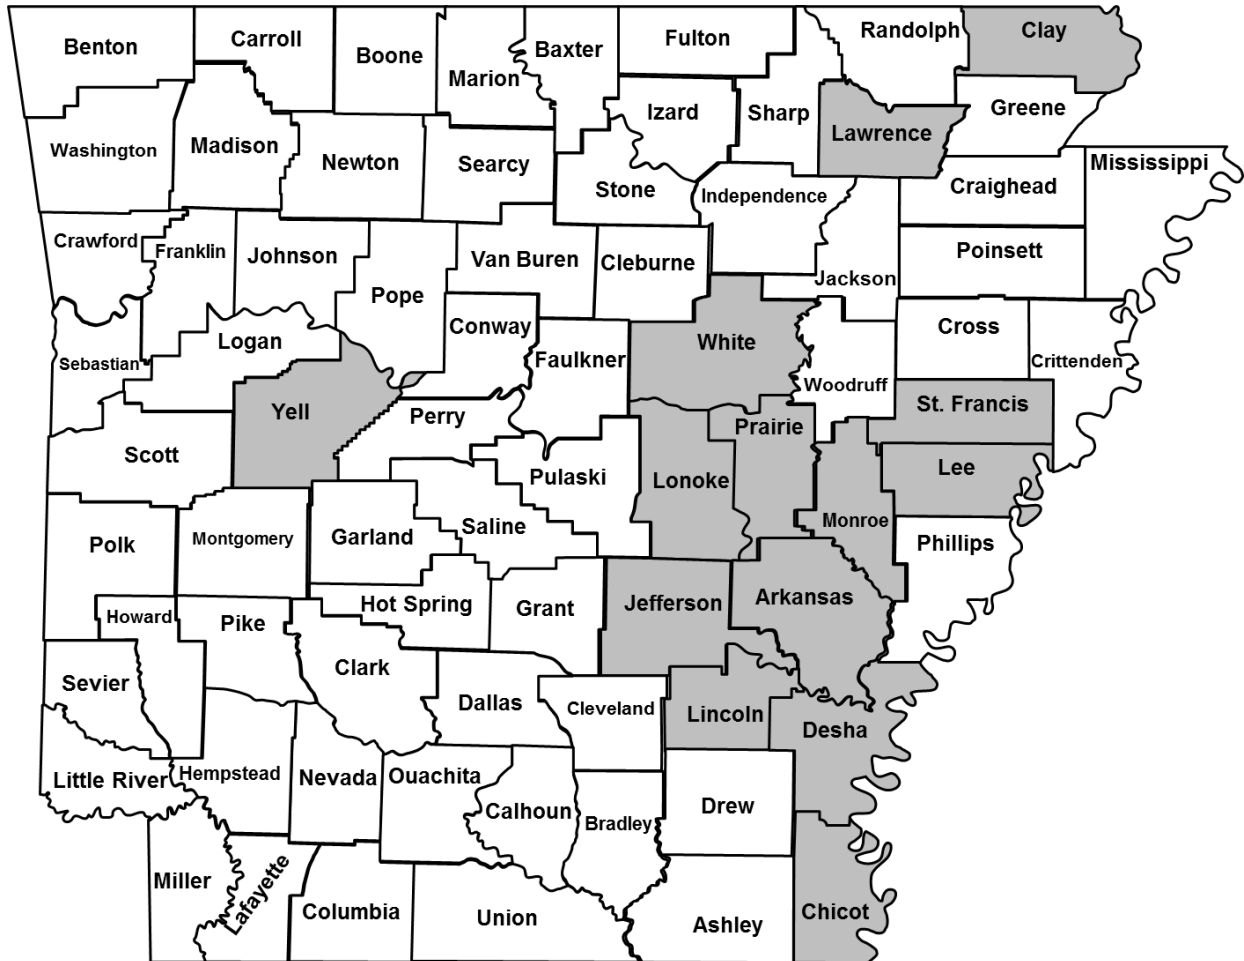 Benton
Carroll
Boone
Marion
Baxter
Fulton
Randolph
Clay
Washington
Madison
Newton
Searcy
Izard
Sharp
Lawrence
Greene
Stone
Independence
Craighead
Mississippi
Crawford
Franklin
Johnson
Pope
Van Buren
Cleburne
Jackson
Poinsett
Sebastian
Logan
Conway
Faulkner
White
Woodruff
Cross
Crittenden
Scott
Yell
Perry
Pulaski
Lonoke
Prairie
St. Francis
Lee
Monroe
Polk
Montgomery
Garland
Saline
Phillips
Howard
Pike
Hot Spring
Grant
Jefferson
Arkansas
Sevier
Clark
Dallas
Cleveland
Lincoln
Desha
Little River
Hempstead
Nevada
Ouachita
Calhoun
Bradley
Drew
Miller
Lafayette
Columbia
Union
Ashley
Chicot